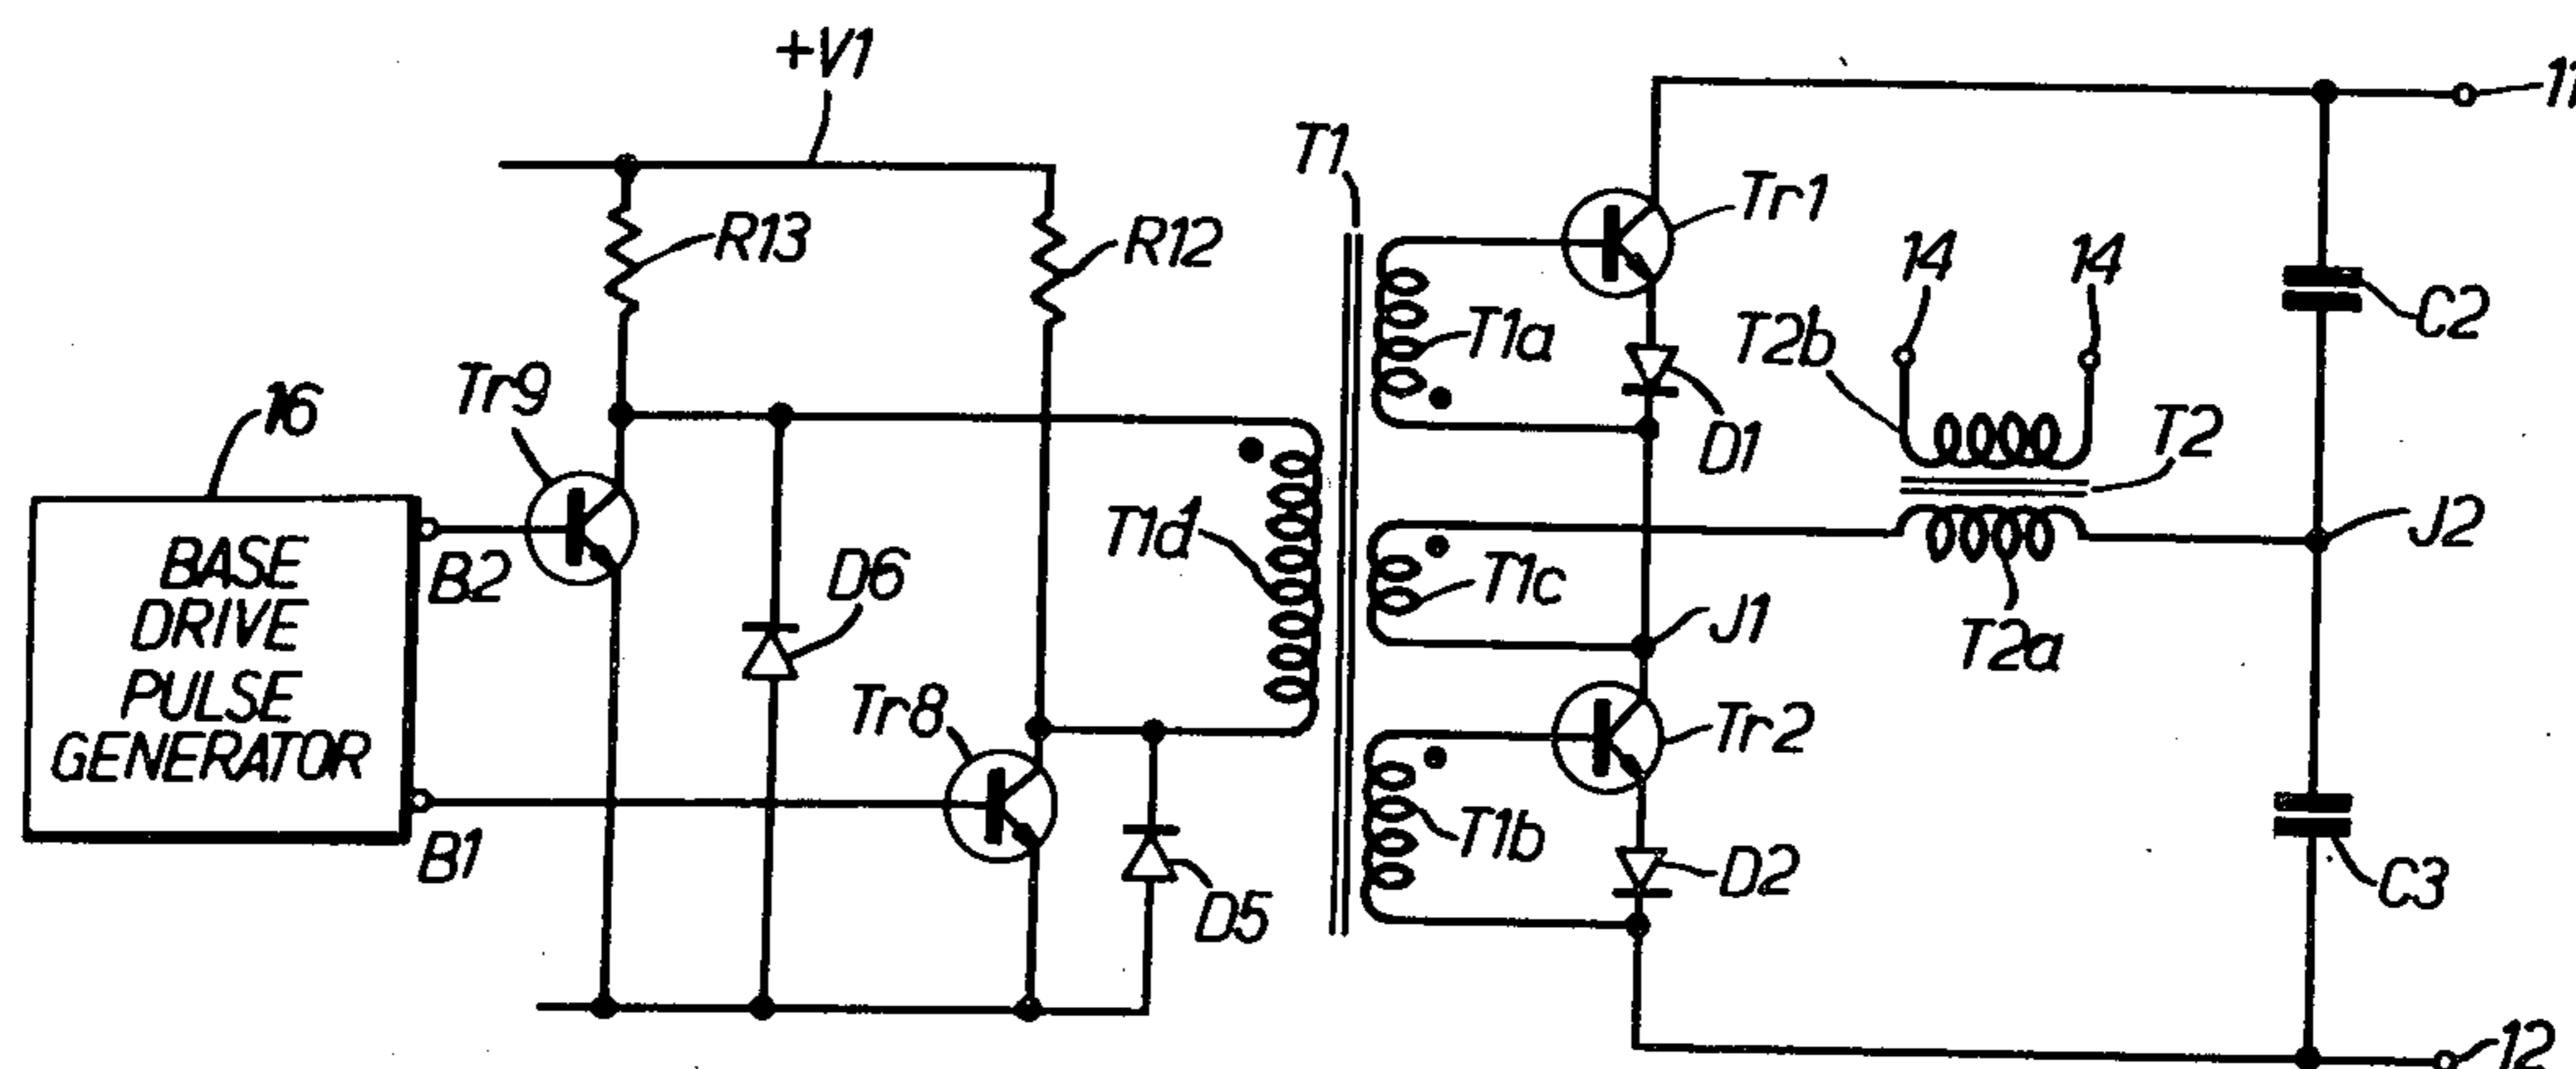 +V1
11
T1
Tr1
R13
R12
14
14
T2b
T1a
C2
Tr9
16
D1
T2
BASE
DRIVE
PULSE
GENERATOR
B2
D6
T1d
T1c
J2
J1
T2a
Tr8
Tr2
T1b
B1
D5
D2
C3
12